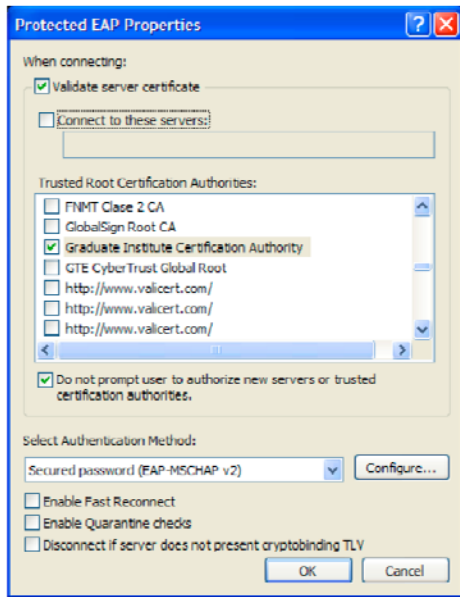 Protected EAP Properties
When connecting:
Validate server certificate
Connect to these servers:
Trusted Root Certification Authorities:
FNMT Clase 2 CA
GlobalSign Root CA
Graduate Institute Certification Authority
GTE CyberTrust Global Root
http://www.valicert.com/
http://www.valicert.com/
http://www.valicert.com/
Do not prompt user to authorize new servers or trusted
certification authorities.
Select Authentication Method:
Secured password (EAP-MSCHAP v2)
Configure...
Enable Fast Reconnect
Enable Quarantine checks
Disconnect if server does not present cryptobinding TLV
OK
Cancel